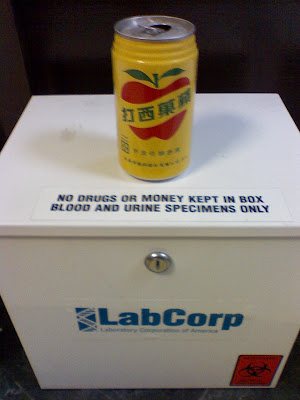 蘋菓西打
NO DRUGS OR MONEY KEPT IN BOX
BLOOD AND URINE SPECIMENS ONLY
LabCorp
Laboratory Corporation of America